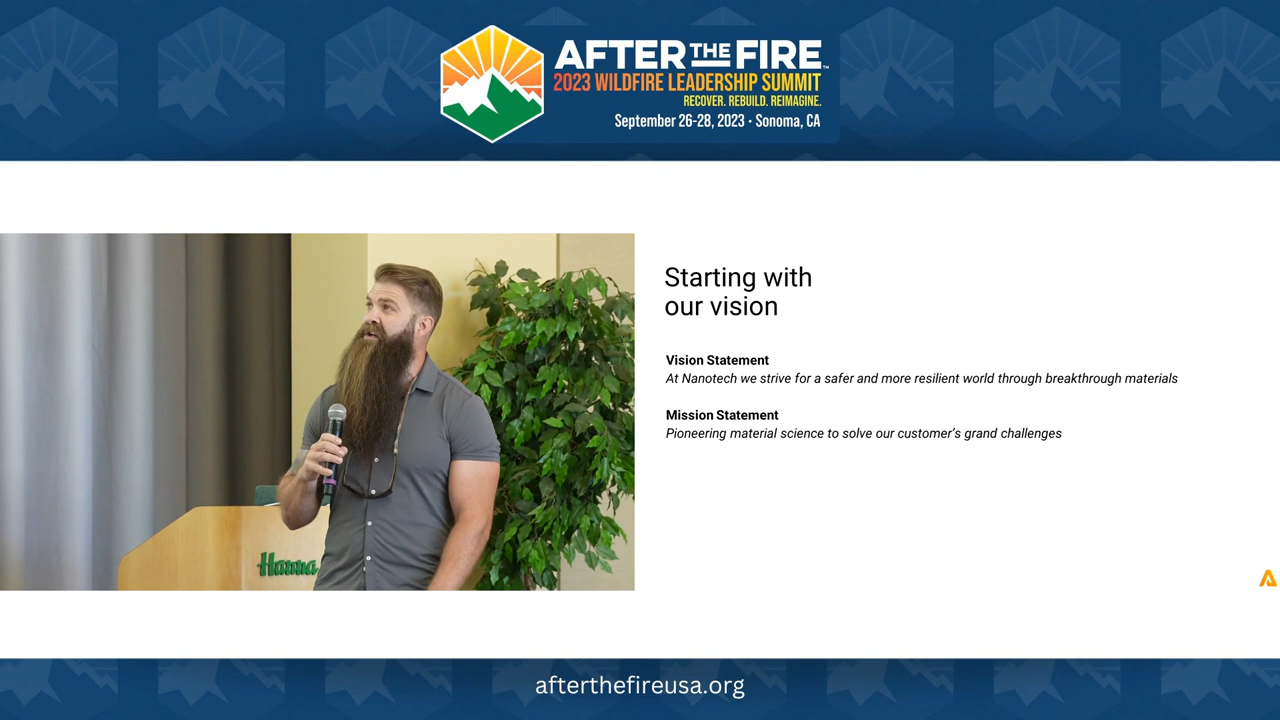 AFTER THE FIRE™
2023 WILDFIRE LEADERSHIP SUMMIT
RECOVER. REBUILD. REIMAGINE.
September 26-28, 2023 • Sonoma, CA
Starting with
our vision
Vision Statement
At Nanotech we strive for a safer and more resilient world through breakthrough materials
Mission Statement
Pioneering material science to solve our customer’s grand challenges
Hanna
afterthefireusa.org